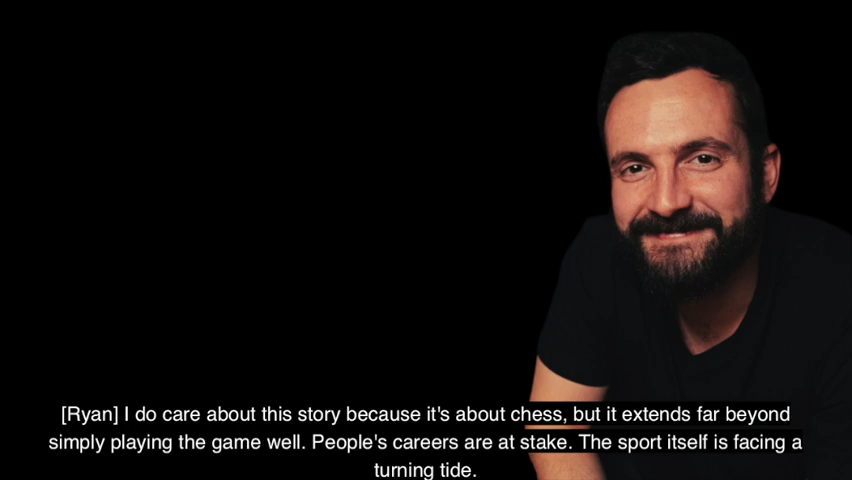 [Ryan] I do care about this story because it's about chess, but it extends far beyond
simply playing the game well. People's careers are at stake. The sport itself is facing a
turning tide.